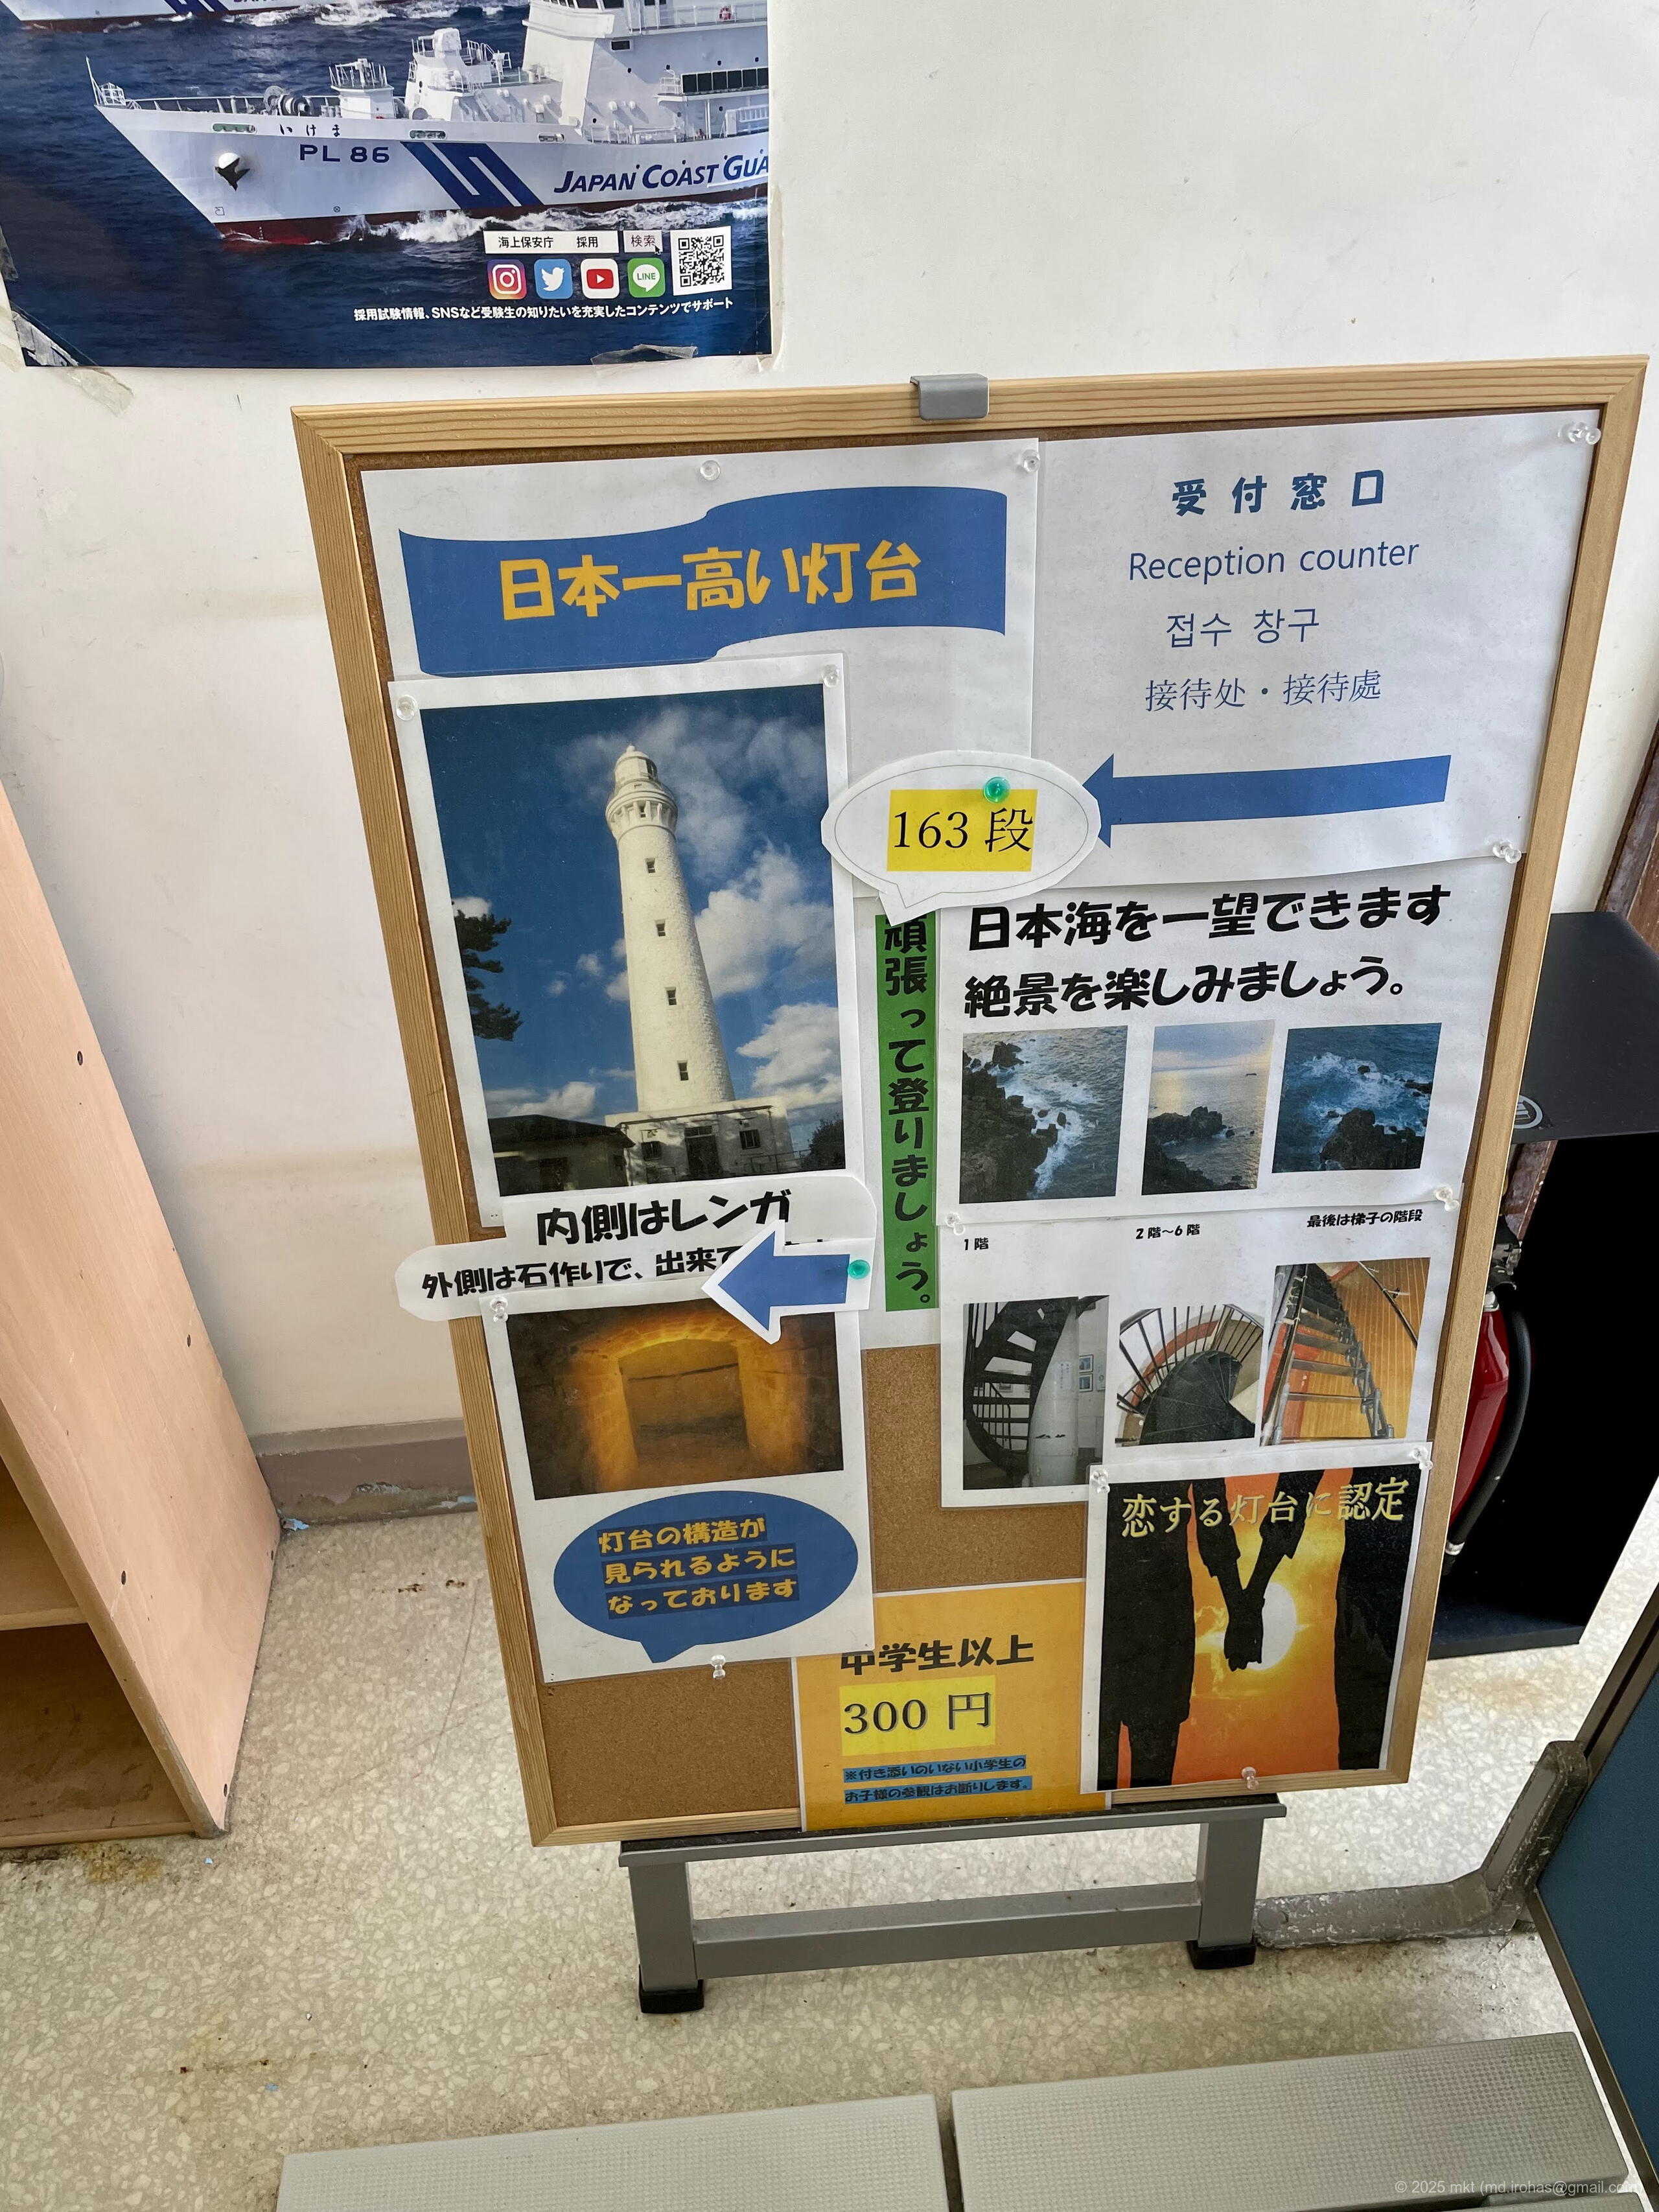 いけま
PL 86
JAPAN COAST GUA
海上保安庁 採用 検索
LINE
採用試験情報、SNSなど受験生の知りたいを充実したコンテンツでサポート
日本一高い灯台
受付窓口
Reception counter
접수 창구
接待处・接待處
163 段
頑張って登りましょう。
日本海を一望できます
絶景を楽しみましょう。
内側はレンガ
外側は石作りで、出来て
1階
2階～6階
最後は梯子の階段
灯台の構造が
見られるように
なっております
恋する灯台に認定
中学生以上
300 円
※付き添いのいない小学生の
お子様の参観はお断りします。
© 2025 mkt (md.irohas@gmail.com)